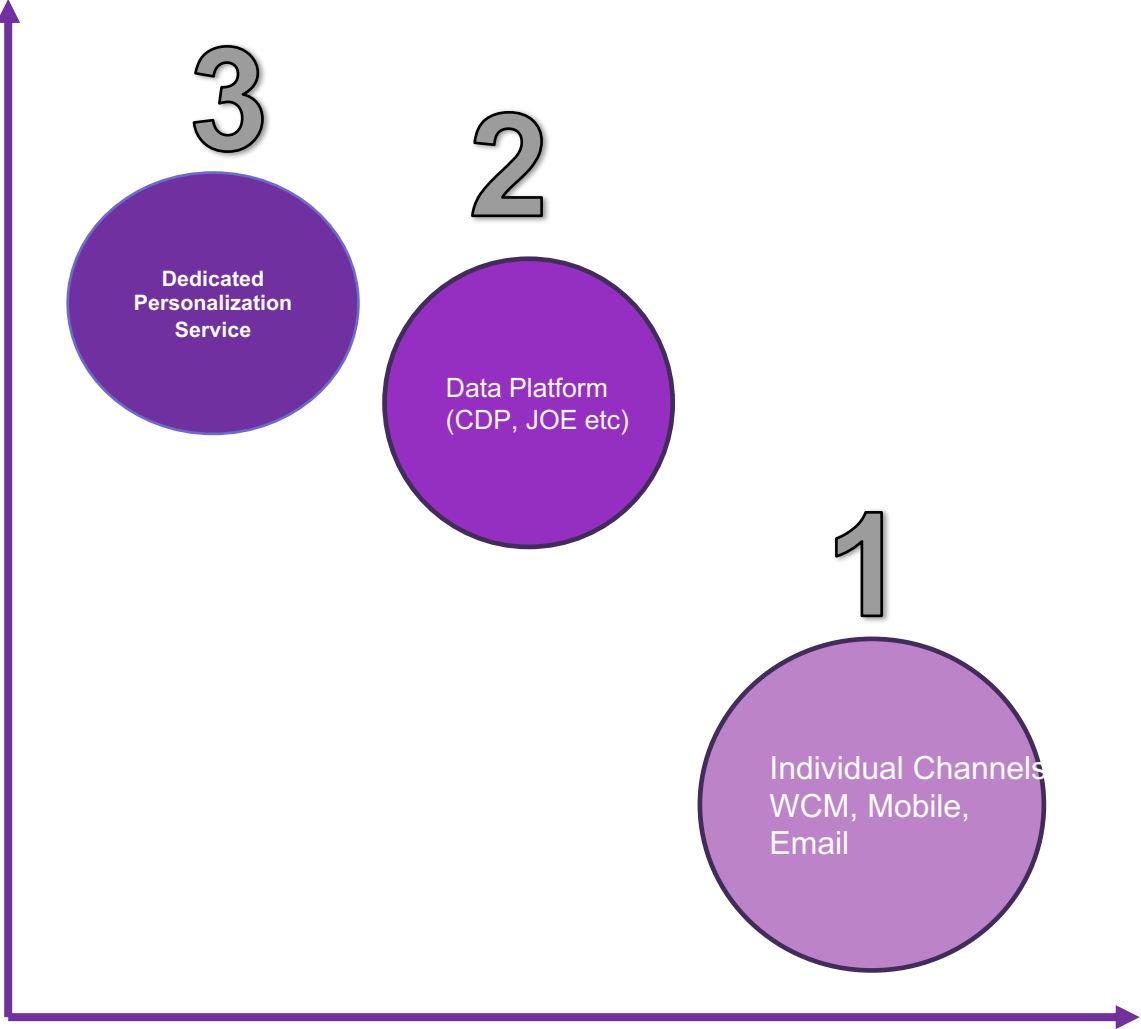 3
Dedicated
Personalization
Service
2
Data Platform
(CDP, JOE etc)
1
Individual Channels
WCM, Mobile,
Email